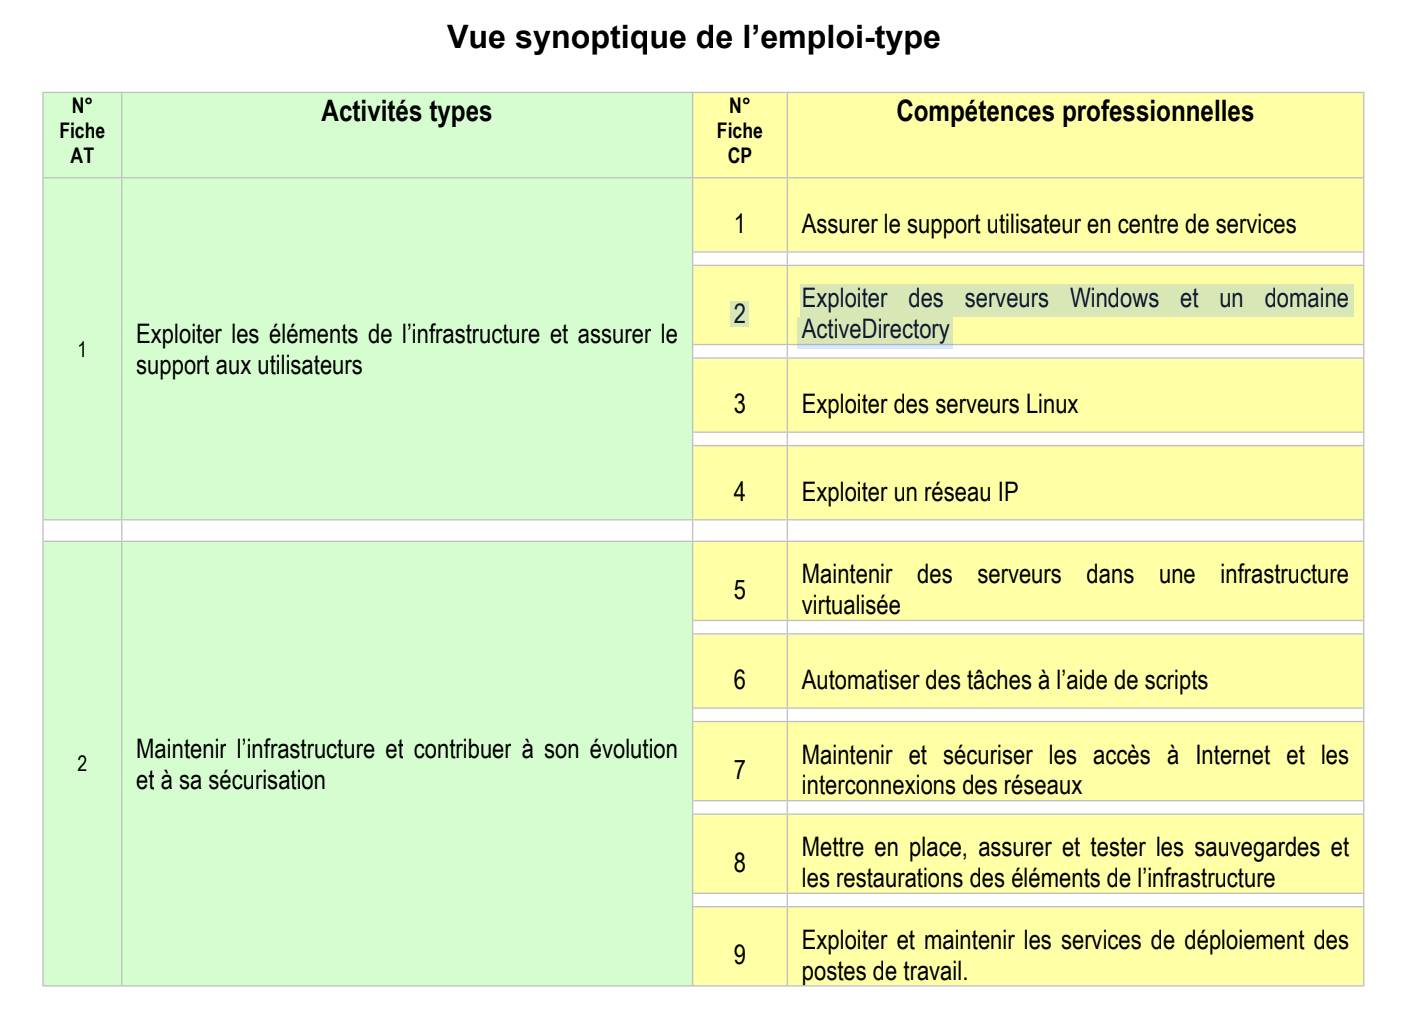 Vue synoptique de l’emploi-type
N°
Fiche
AT
Activités types
N°
Fiche
CP
Compétences professionnelles
1
Exploiter les éléments de l’infrastructure et assurer le
support aux utilisateurs
1
Assurer le support utilisateur en centre de services
2
Exploiter des serveurs Windows et un domaine
ActiveDirectory
3
Exploiter des serveurs Linux
4
Exploiter un réseau IP
2
Maintenir l’infrastructure et contribuer à son évolution
et à sa sécurisation
5
Maintenir des serveurs dans une infrastructure
virtualisée
6
Automatiser des tâches à l’aide de scripts
7
Maintenir et sécuriser les accès à Internet et les
interconnexions des réseaux
8
Mettre en place, assurer et tester les sauvegardes et
les restaurations des éléments de l’infrastructure
9
Exploiter et maintenir les services de déploiement des
postes de travail.